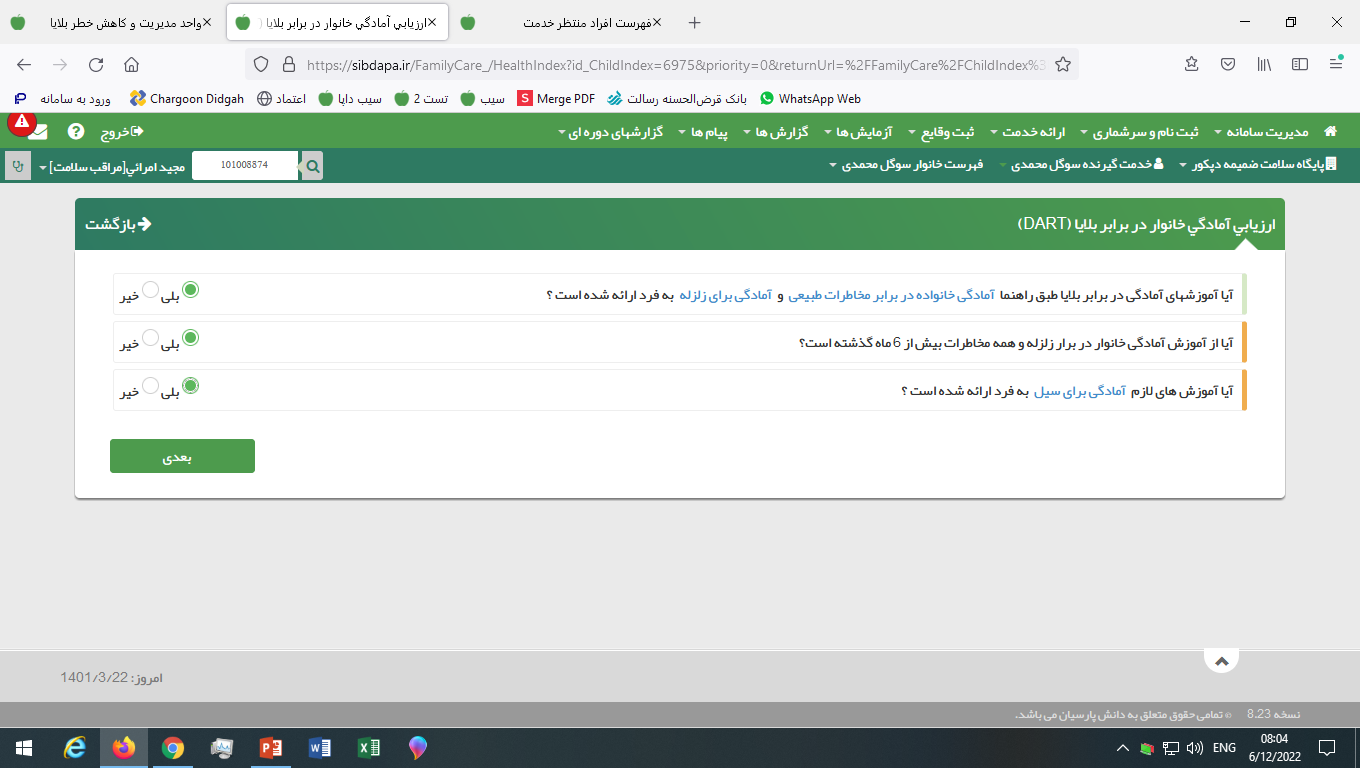 واحد مدیریت و کاهش خطر بلایا
ارزيابي آمادگي خانوار در برابر بلایا (
فهرست افراد منتظر خدمت
https://sibdapa.ir/FamilyCare_/HealthIndex?id_ChildIndex=6975&priority=0&returnUrl=%2FFamilyCare%2FChildIndex%3
ورود به سامانه
Chargoon Didgah
اعتماد
سیب داپا
تست 2
سیب
Merge PDF
بانک قرض‌الحسنه رسالت
WhatsApp Web
مدیریت سامانه
ثبت نام و سرشماری
ارائه خدمت
ثبت وقایع
آزمایش ها
گزارش ها
پیام ها
گزارشهای دوره ای
خروج
پایگاه سلامت ضمیمه دپکور
خدمت گیرنده سوگل محمدی
فهرست خانوار سوگل محمدی
101008874
مجید امراني[مراقب سلامت]
ارزيابي آمادگي خانوار در برابر بلايا (DART)
بازگشت
آیا آموزشهای آمادگی در برابر بلایا طبق راهنما آمادگی خانواده در برابر مخاطرات طبیعی و آمادگی برای زلزله به فرد ارائه شده است ؟
بلی خیر
آیا از آموزش آمادگی خانوار در برار زلزله و همه مخاطرات بیش از 6 ماه گذشته است؟
بلی خیر
آیا آموزش های لازم آمادگی برای سیل به فرد ارائه شده است ؟
بلی خیر
بعدی
امروز: 1401/3/22
نسخه 8.23 © تمامی حقوق متعلق به دانش پارسیان می باشد.
ENG
08:04
6/12/2022